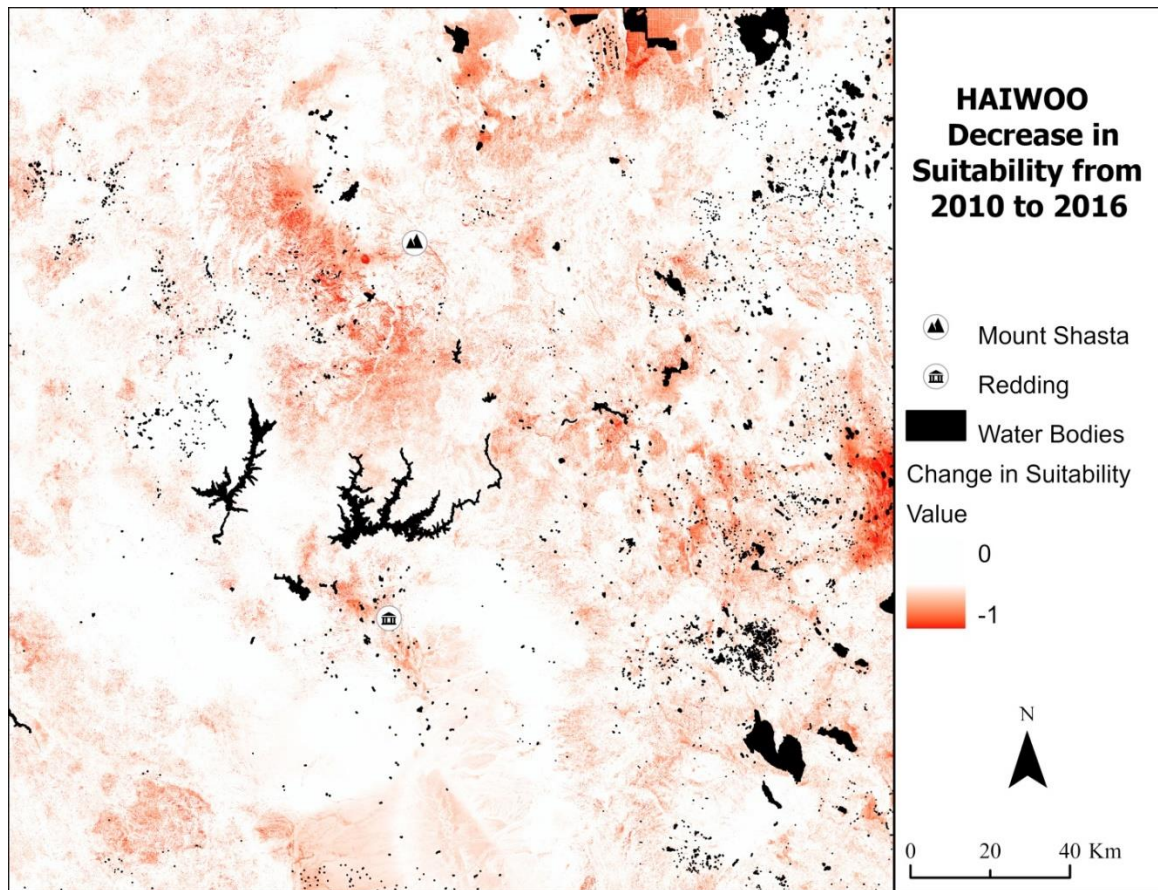 HAIWOO
Decrease in
Suitability from
2010 to 2016
Mount Shasta
Redding
Water Bodies
Change in Suitability
Value
0
-1
N
0 20 40 Km